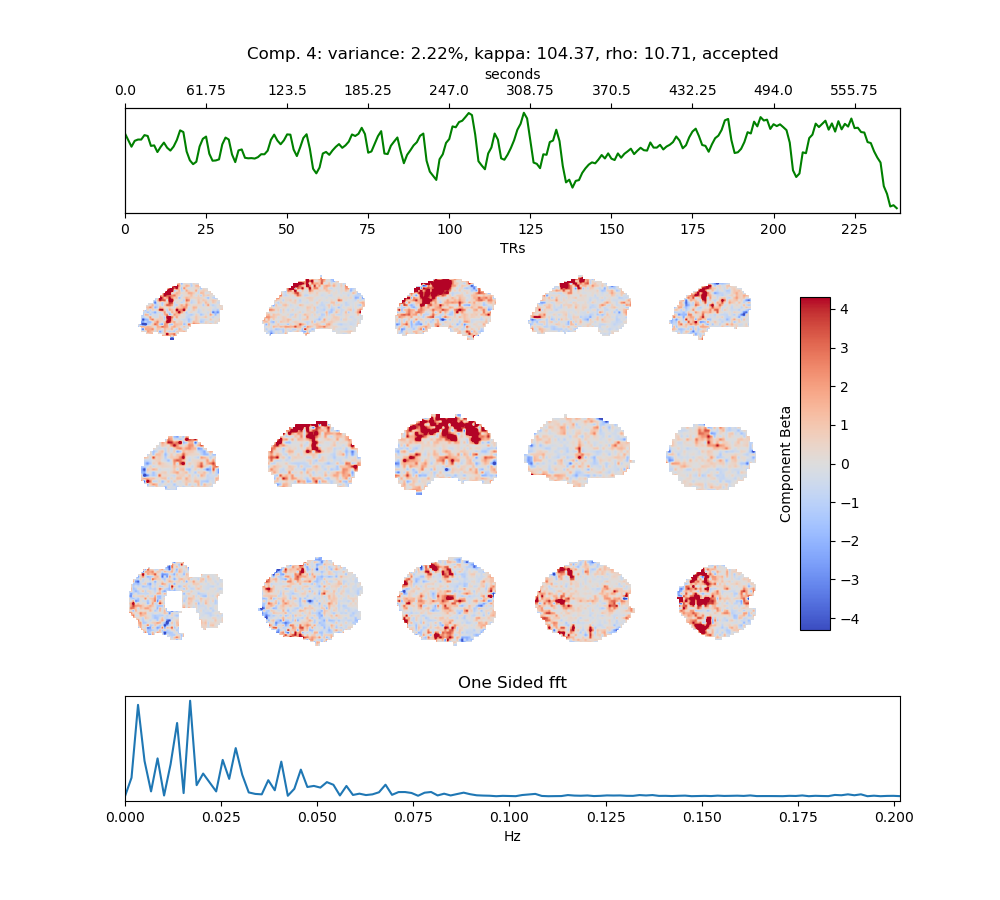 Comp. 4: variance: 2.22%, kappa: 104.37, rho: 10.71, accepted
seconds
0.0 61.75 123.5 185.25 247.0 308.75 370.5 432.25 494.0 555.75
0 25 50 75 100 125 150 175 200 225
TRs
4
3
2
1
0
−1
−2
−3
−4
Component Beta
One Sided fft
0.000 0.025 0.050 0.075 0.100 0.125 0.150 0.175 0.200
Hz